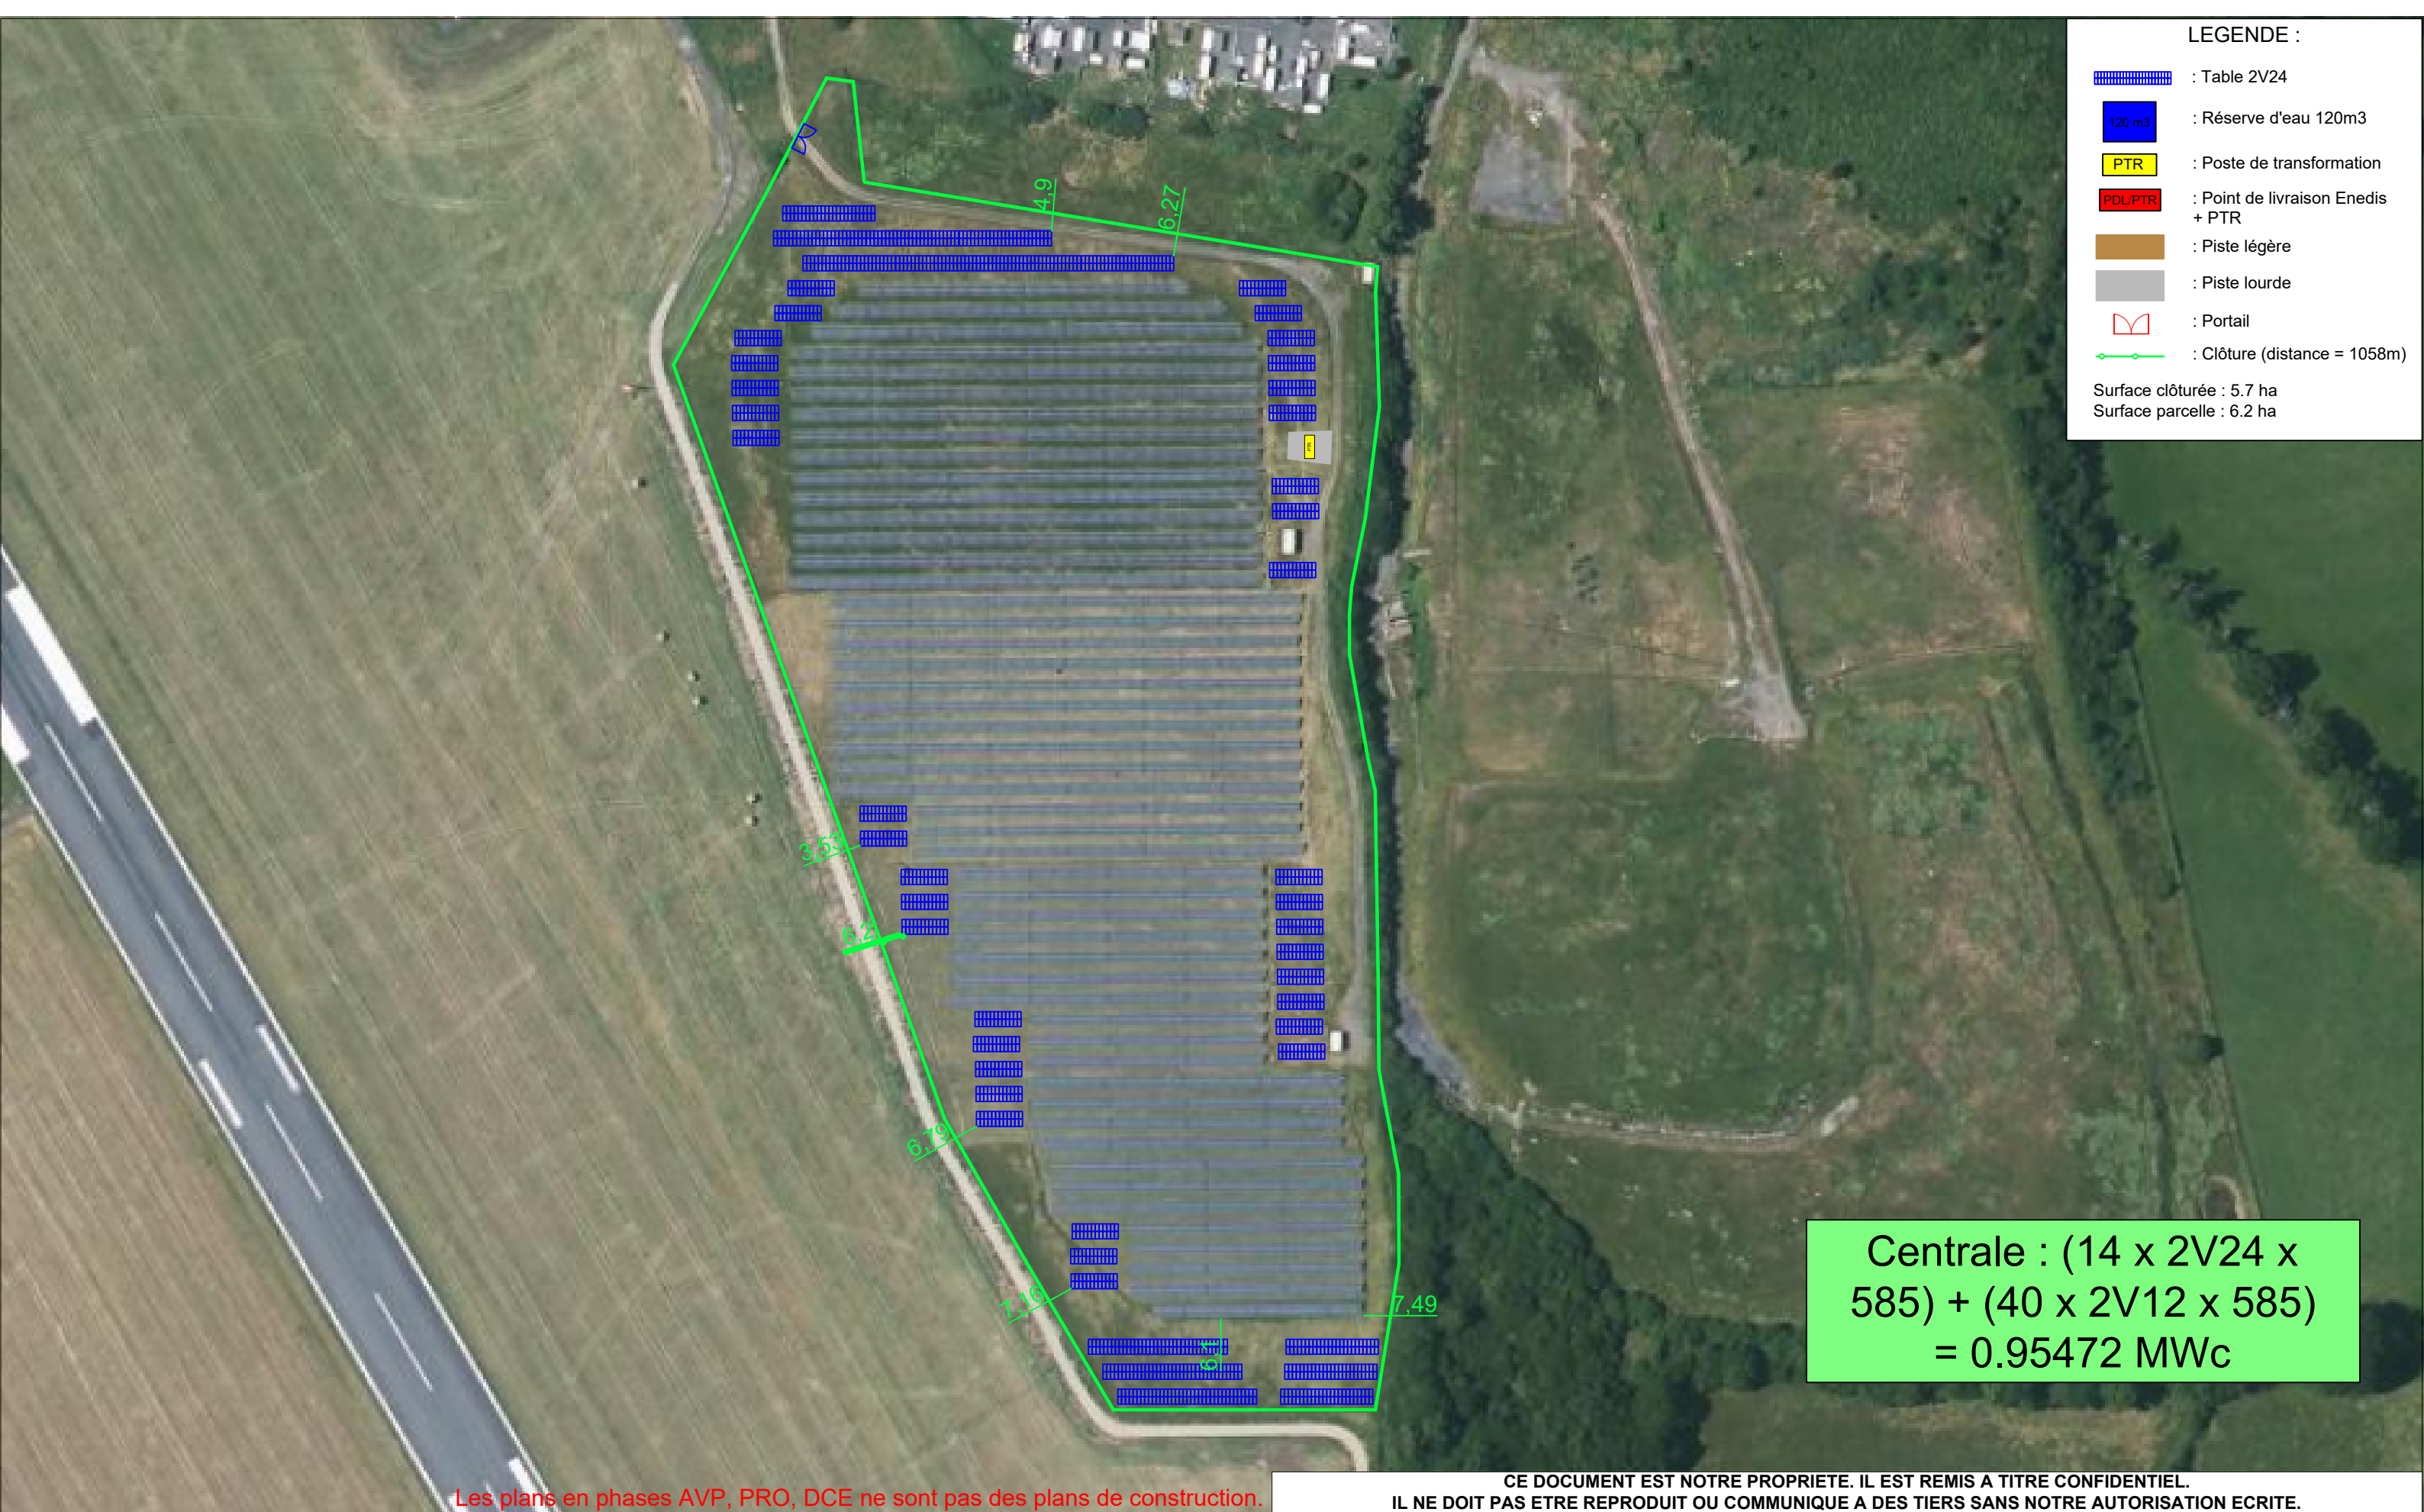 LEGENDE :
: Table 2V24
120 m3
: Réserve d'eau 120m3
PTR
: Poste de transformation
PDL/PTR
: Point de livraison Enedis
+ PTR
: Piste légère
: Piste lourde
: Portail
: Clôture (distance = 1058m)
Surface clôturée : 5.7 ha
Surface parcelle : 6.2 ha
4,9
6,27
PTR
3,53
6,2
6,79
7,16
7,49
6,1
Centrale : (14 x 2V24 x
585) + (40 x 2V12 x 585)
= 0.95472 MWc
Les plans en phases AVP, PRO, DCE ne sont pas des plans de construction.
CE DOCUMENT EST NOTRE PROPRIETE. IL EST REMIS A TITRE CONFIDENTIEL.
IL NE DOIT PAS ETRE REPRODUIT OU COMMUNIQUE A DES TIERS SANS NOTRE AUTORISATION ECRITE.